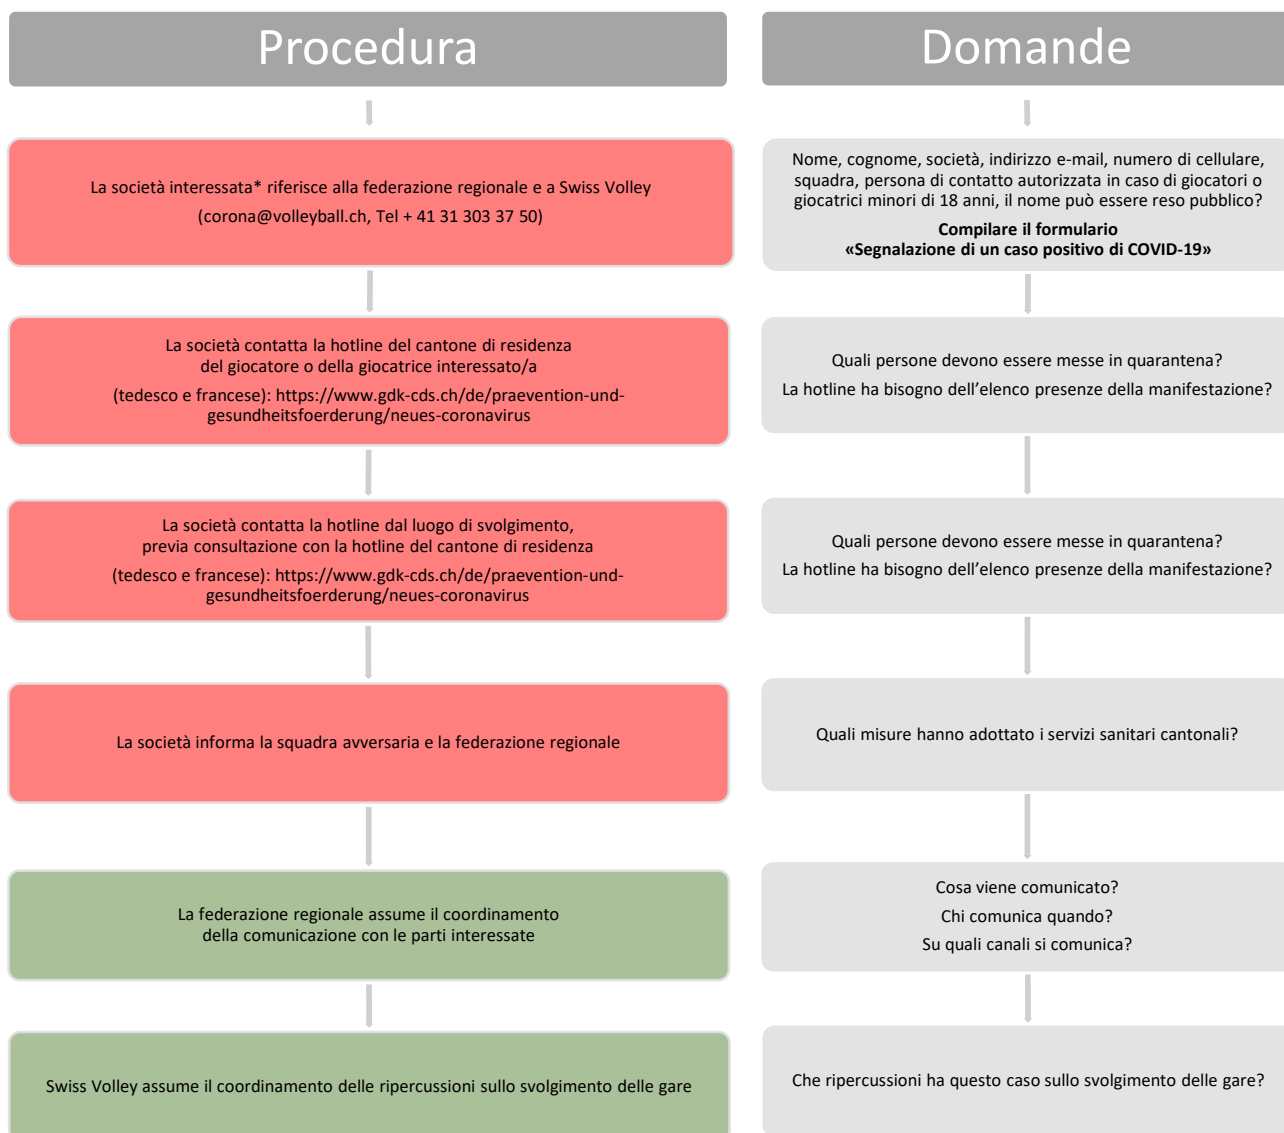 Procedura
La società interessata* riferisce alla federazione regionale e a Swiss Volley
(corona@volleyball.ch, Tel + 41 31 303 37 50)
La società contatta la hotline del cantone di residenza
del giocatore o della giocatrice interessato/a
(tedesco e francese): https://www.gdk-cds.ch/de/praevention-und-
gesundheitsfoerderung/neues-coronavirus
La società contatta la hotline dal luogo di svolgimento,
previa consultazione con la hotline del cantone di residenza
(tedesco e francese): https://www.gdk-cds.ch/de/praevention-und-
gesundheitsfoerderung/neues-coronavirus
La società informa la squadra avversaria e la federazione regionale
La federazione regionale assume il coordinamento
della comunicazione con le parti interessate
Swiss Volley assume il coordinamento delle ripercussioni sullo svolgimento delle gare
Domande
Nome, cognome, società, indirizzo e-mail, numero di cellulare,
squadra, persona di contatto autorizzata in caso di giocatori o
giocatrici minori di 18 anni, il nome può essere reso pubblico?
Compilare il formulario
«Segnalazione di un caso positivo di COVID-19»
Quali persone devono essere messe in quarantena?
La hotline ha bisogno dell’elenco presenze della manifestazione?
Quali persone devono essere messe in quarantena?
La hotline ha bisogno dell’elenco presenze della manifestazione?
Quali misure hanno adottato i servizi sanitari cantonali?
Cosa viene comunicato?
Chi comunica quando?
Su quali canali si comunica?
Che ripercussioni ha questo caso sullo svolgimento delle gare?